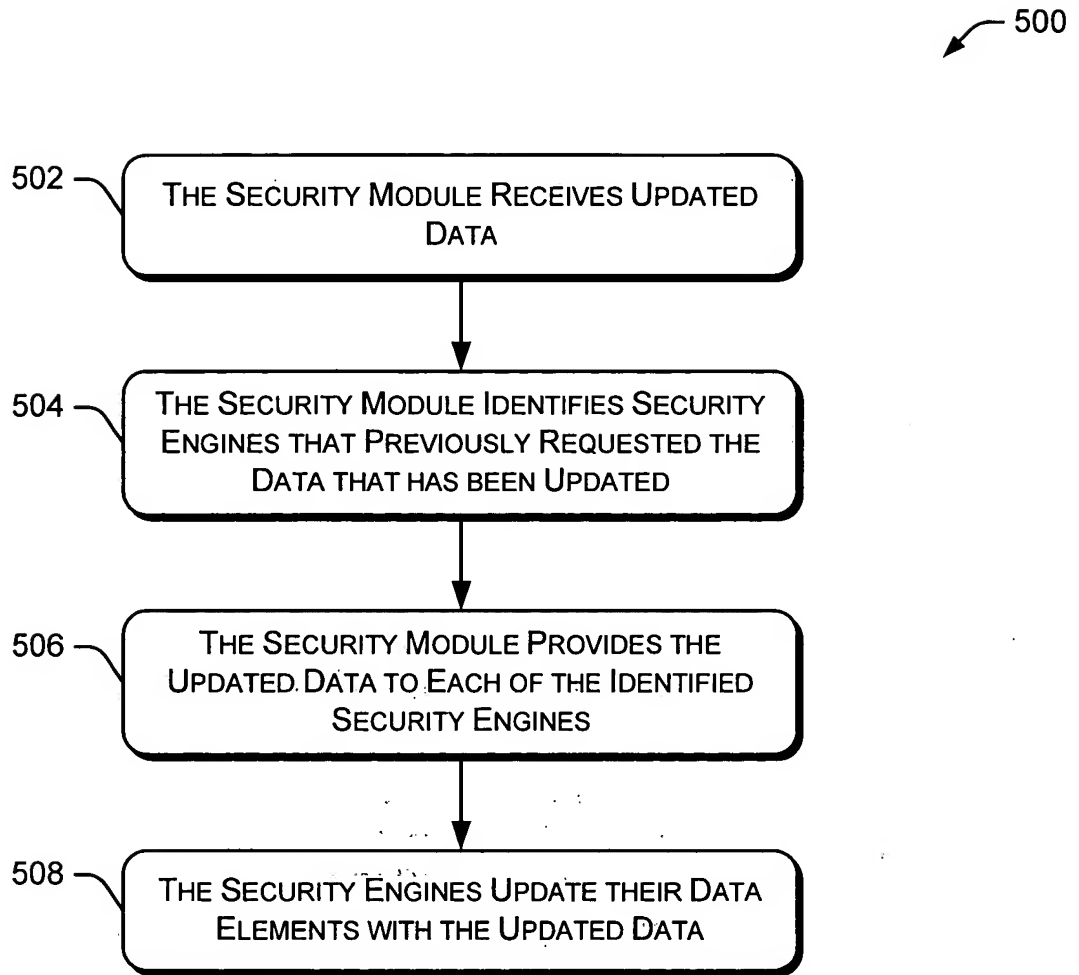 500
502
THE SECURITY MODULE RECEIVES UPDATED
DATA
504
THE SECURITY MODULE IDENTIFIES SECURITY
ENGINES THAT PREVIOUSLY REQUESTED THE
DATA THAT HAS BEEN UPDATED
506
THE SECURITY MODULE PROVIDES THE
UPDATED DATA TO EACH OF THE IDENTIFIED
SECURITY ENGINES
508
THE SECURITY ENGINES UPDATE THEIR DATA
ELEMENTS WITH THE UPDATED DATA